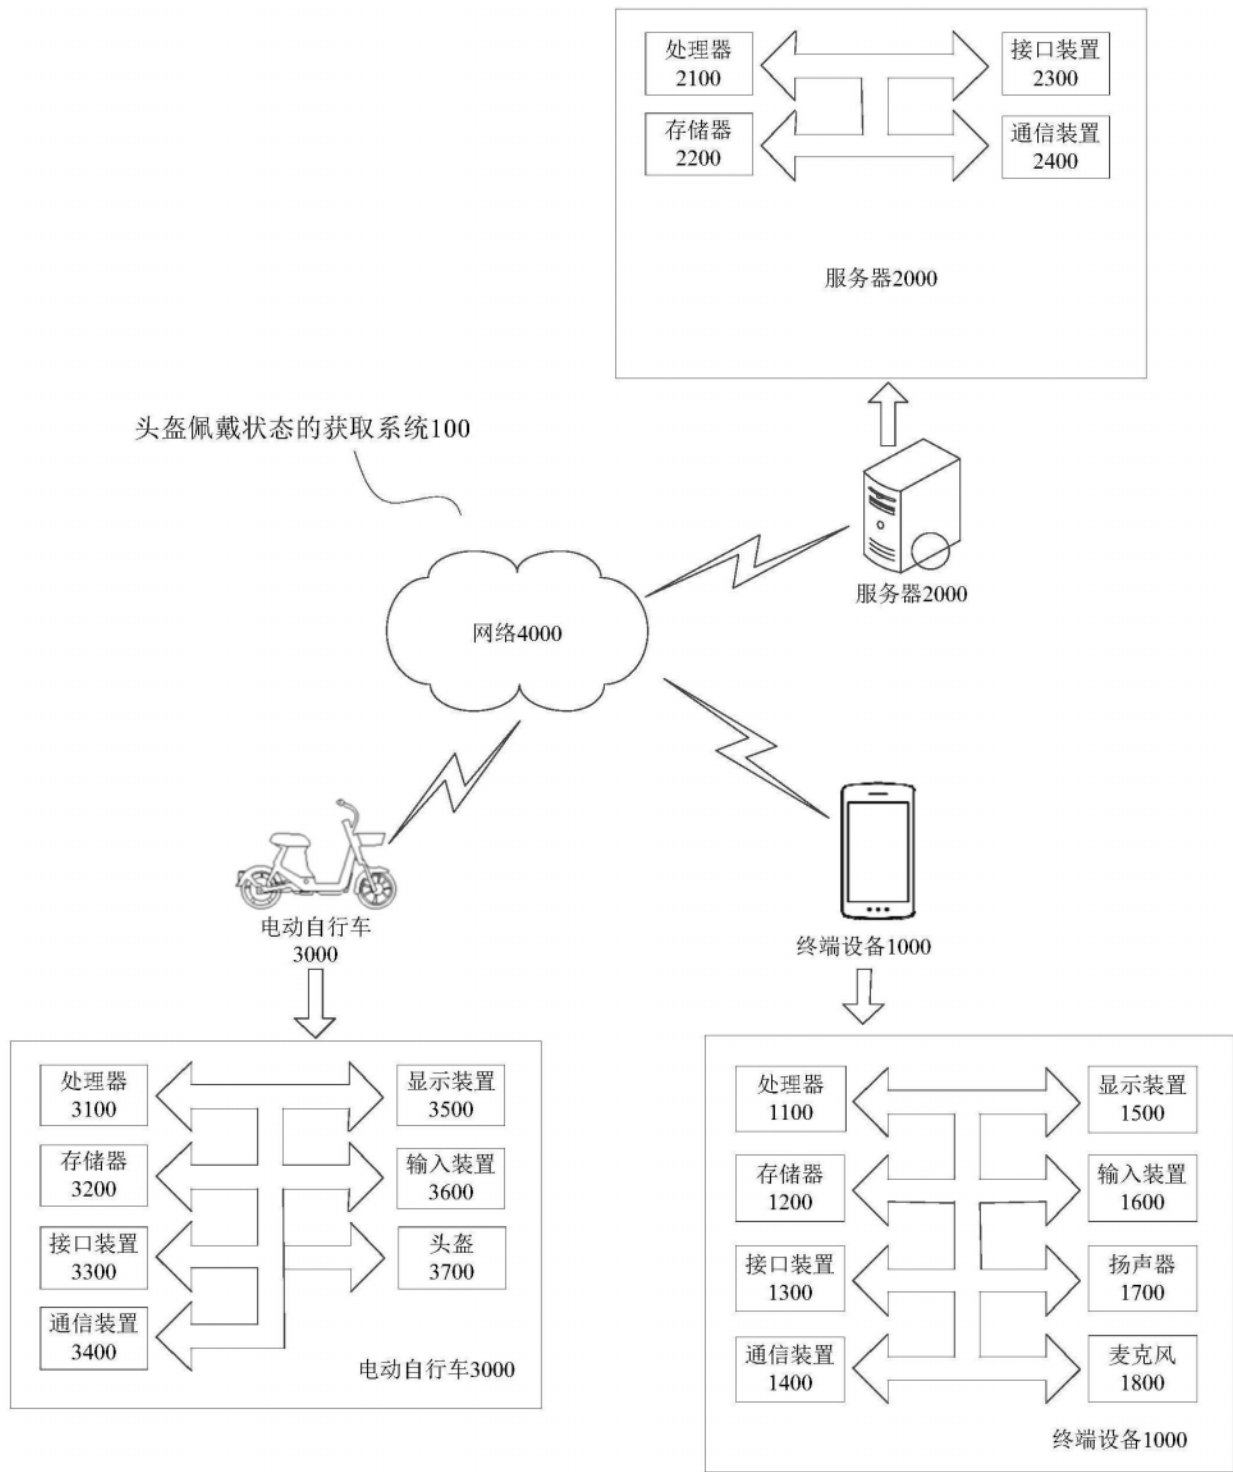 处理器
2100
接口装置
2300
存储器
2200
通信装置
2400
服务器2000
头盔佩戴状态的获取系统100
服务器2000
网络4000
电动自行车
3000
终端设备1000
处理器
3100
显示装置
3500
存储器
3200
输入装置
3600
接口装置
3300
头盔
3700
通信装置
3400
电动自行车3000
处理器
1100
显示装置
1500
存储器
1200
输入装置
1600
接口装置
1300
扬声器
1700
通信装置
1400
麦克风
1800
终端设备1000